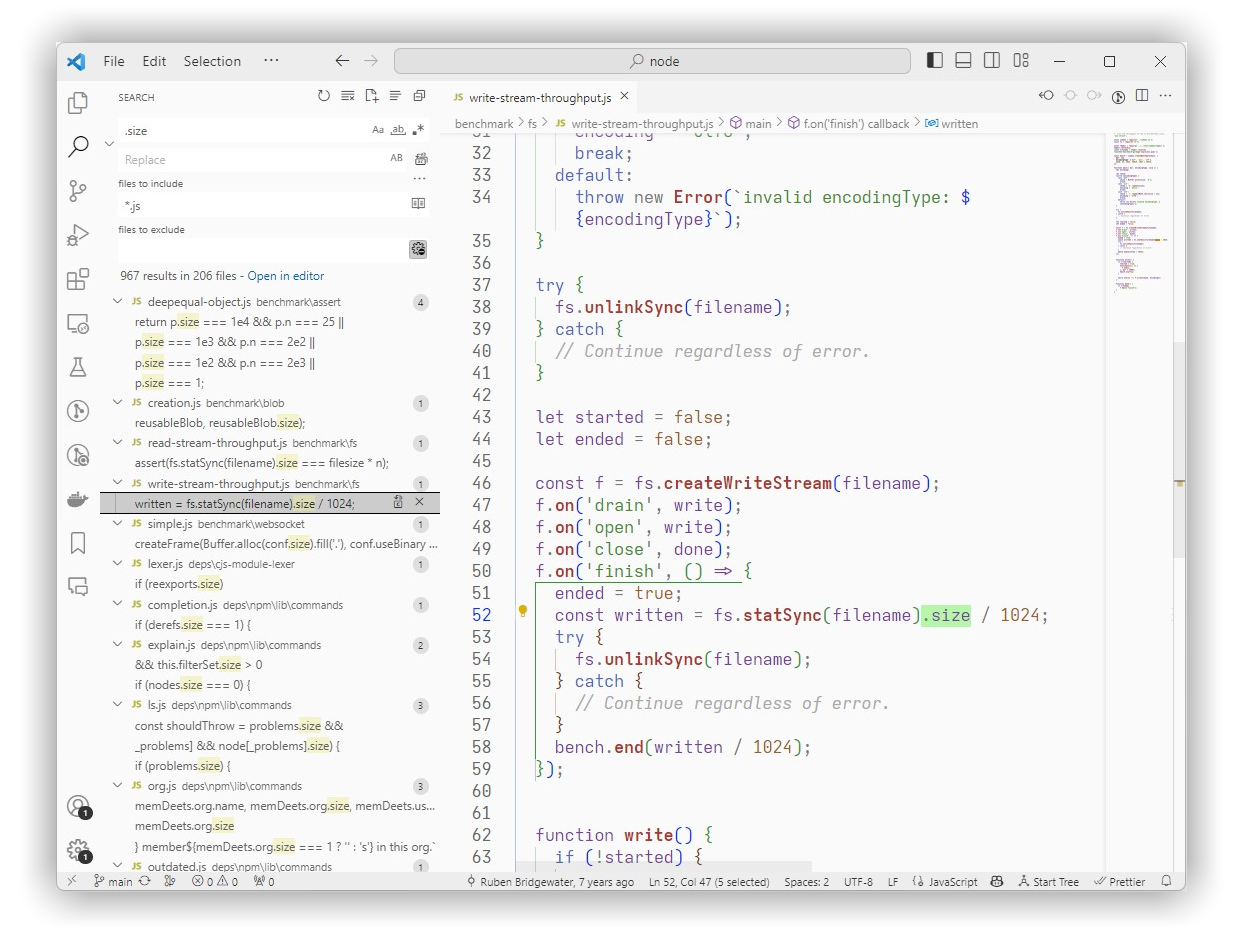 File Edit Selection ··· node
SEARCH
.size
Aa ab
Replace
AB
files to include
*.js
files to exclude
967 results in 206 files - Open in editor
JS deepequal-object.js benchmark\assert 4
return p.size === 1e4 && p.n === 25 ||
p.size === 1e3 && p.n === 2e2 ||
p.size === 1e2 && p.n === 2e3 ||
p.size === 1;
JS creation.js benchmark\blob 1
reusableBlob, reusableBlob.size);
JS read-stream-throughput.js benchmark\fs 1
assert(fs.statSync(filename).size === filesize * n);
JS write-stream-throughput.js benchmark\fs 1
written = fs.statSync(filename).size / 1024;
JS simple.js benchmark\websocket 1
createFrame(Buffer.alloc(conf.size).fill('.'), conf.useBinary ...
JS lexer.js deps\cjs-module-lexer 1
if (reexports.size)
JS completion.js deps\npm\lib\commands 1
if (derefs.size === 1) {
JS explain.js deps\npm\lib\commands 2
&& this.filterSet.size > 0
if (nodes.size === 0) {
JS ls.js deps\npm\lib\commands 3
const shouldThrow = problems.size &&
_problems] && node[_problems].size) {
if (problems.size) {
JS org.js deps\npm\lib\commands 3
memDeets.org.name, memDeets.org.size, memDeets.us...
memDeets.org.size
} member${memDeets.org.size === 1 ? '' : 's'} in this org.`
JS outdated.js deps\npm\lib\commands 1
1
1
JS write-stream-throughput.js
benchmark > fs > JS write-stream-throughput.js > main > f.on('finish') callback > written
32 break;
33 default:
34 throw new Error(`invalid encodingType: $
{encodingType}`);
35 }
36
37 try {
38 fs.unlinkSync(filename);
39 } catch {
40 // Continue regardless of error.
41 }
42
43 let started = false;
44 let ended = false;
45
46 const f = fs.createWriteStream(filename);
47 f.on('drain', write);
48 f.on('open', write);
49 f.on('close', done);
50 f.on('finish', () => {
51 ended = true;
52 const written = fs.statSync(filename).size / 1024;
53 try {
54 fs.unlinkSync(filename);
55 } catch {
56 // Continue regardless of error.
57 }
58 bench.end(written / 1024);
59 });
60
61
62 function write() {
63 if (!started) {
main 0 0 0 Ruben Bridgewater, 7 years ago Ln 52, Col 47 (5 selected) Spaces: 2 UTF-8 LF JavaScript Start Tree Prettier